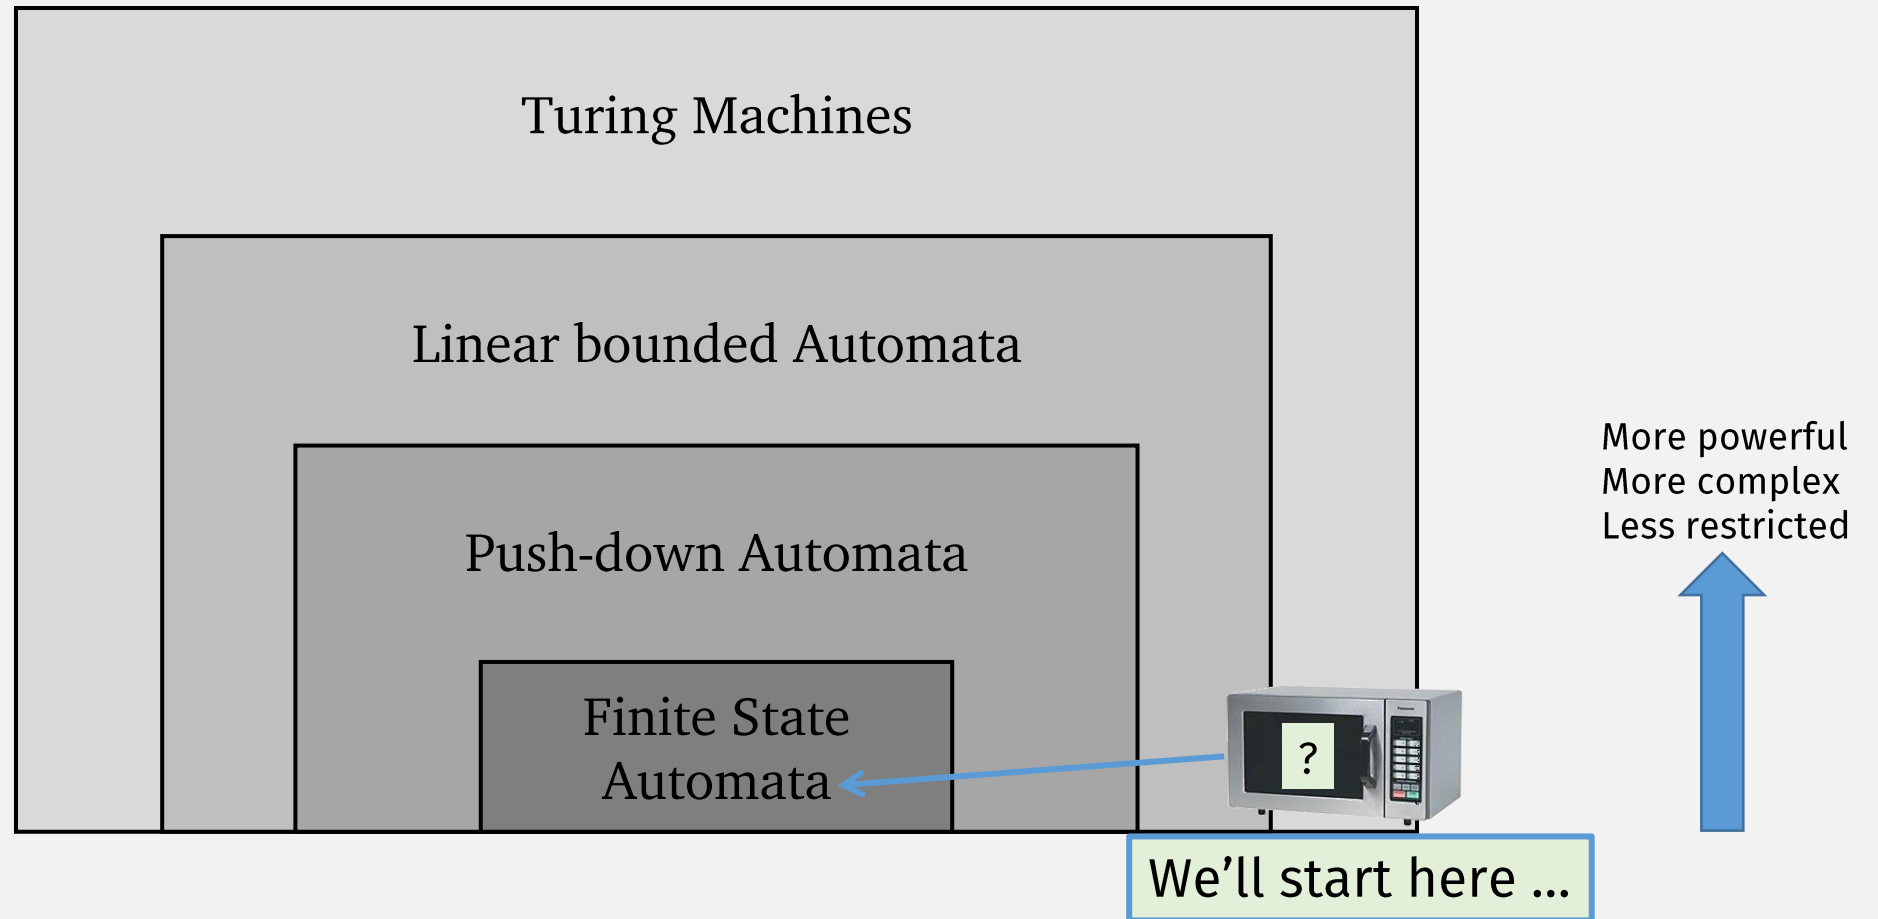 Turing Machines
Linear bounded Automata
More powerful
More complex
Less restricted
Push-down Automata
Finite State
Automata
Panasonic
?
We’ll start here ...